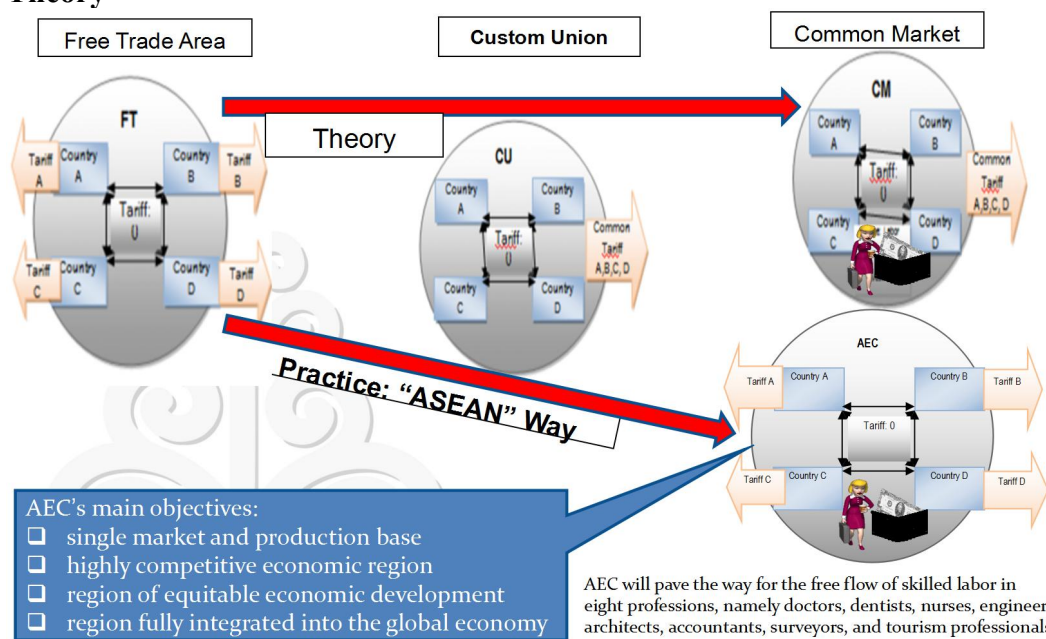 Theory
Free Trade Area
Custom Union
Common Market
FT
Tariff
A
Country
A
Country
B
Tariff
B
Tariff:
()
Tariff
C
Country
C
Country
D
Tariff
D
Theory
CU
Country
A
Country
B
Tariff:
()
Country
C
Country
D
Common
Tariff
A,B,C, D
CM
Country
A
Country
B
Tariff:
()
Country
C
Country
D
Common
Tariff
A,B,C, D
Practice: “ASEAN” Way
AEC
Tariff A
Country A
Country B
Tariff B
Tariff: 0
Tariff C
Country C
Country D
Tariff D
AEC’s main objectives:
❑ single market and production base
❑ highly competitive economic region
❑ region of equitable economic development
❑ region fully integrated into the global economy
AEC will pave the way for the free flow of skilled labor in
eight professions, namely doctors, dentists, nurses, engineer
architects, accountants, surveyors, and tourism professionals